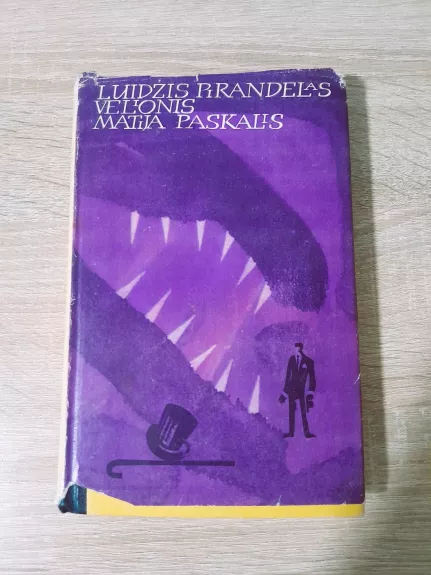 LUIDŽIS PIRANDELAS
VELIONIS
MATIJA PASKALIS